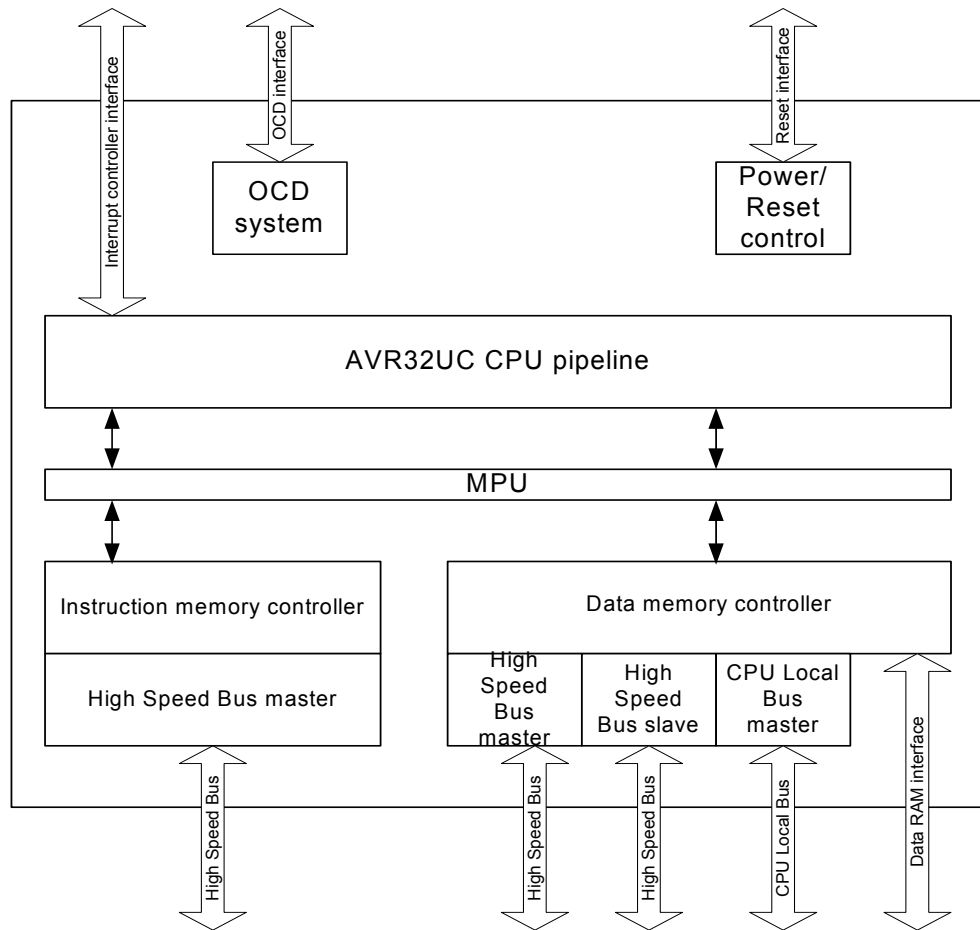 Interrupt controller interface
OCD interface
Reset interface
OCD
system
Power/
Reset
control
AVR32UC CPU pipeline
MPU
Instruction memory controller
High Speed Bus master
Data memory controller
High
Speed
Bus
master
High
Speed
Bus slave
CPU Local
Bus
master
High Speed Bus
High Speed Bus
High Speed Bus
CPU Local Bus
Data RAM interface